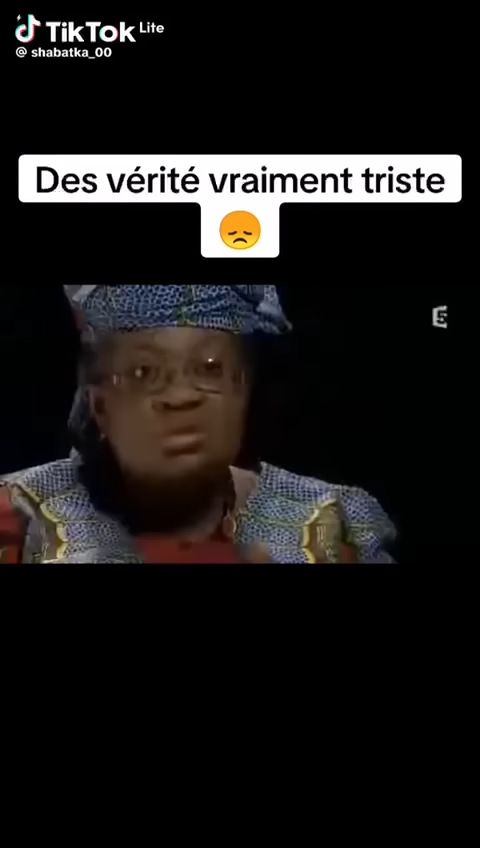 TikTok Lite
@ shabatka_00
Des vérité vraiment triste
😞
5